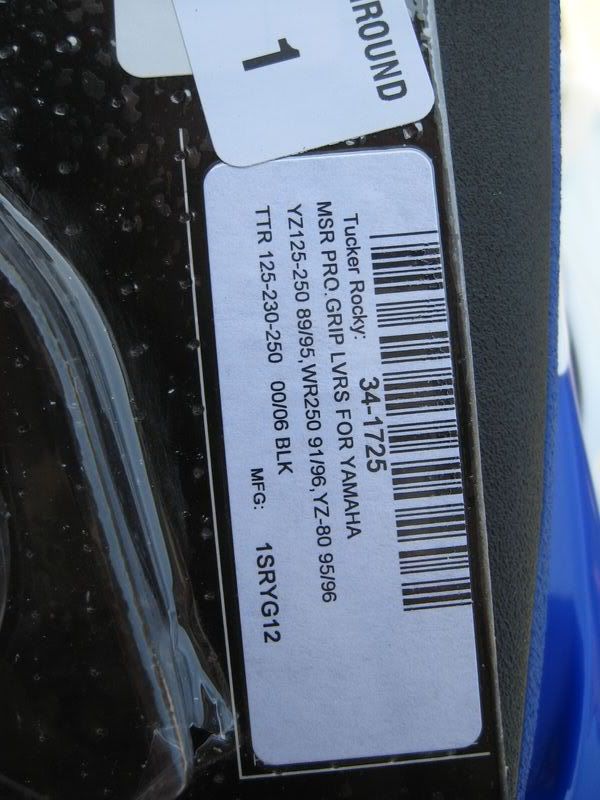 ROUND
1
Tucker Rocky: 34-1725
MSR PRO.GRIP LVRS FOR YAMAHA
YZ125-250 89/95,WR250 91/96,YZ-80 95/96
TTR 125-230-250 00/06 BLK
MFG: 1SRYG12